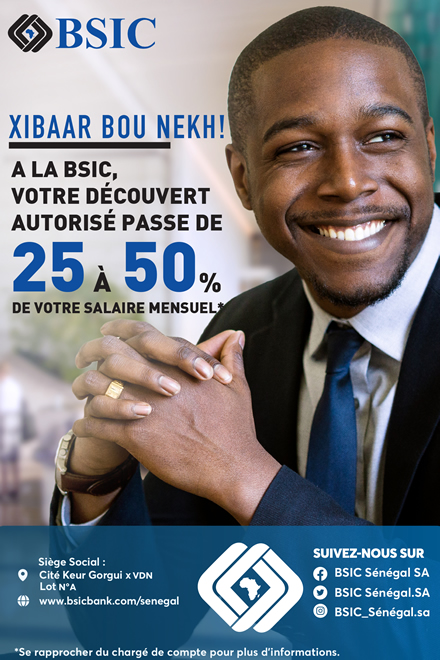 BSIC
XIBAAR BOU NEKH!
A LA BSIC,
VOTRE DÉCOUVERT
AUTORISÉ PASSE DE
25 À 50%
DE VOTRE SALAIRE MENSUEL*
Siège Social :
Cité Keur Gorgui x VDN
Lot N°A
www.bsicbank.com/senegal
SUIVEZ-NOUS SUR
BSIC Sénégal SA
BSIC Sénégal.SA
BSIC_Sénégal.sa
*Se rapprocher du chargé de compte pour plus d'informations.